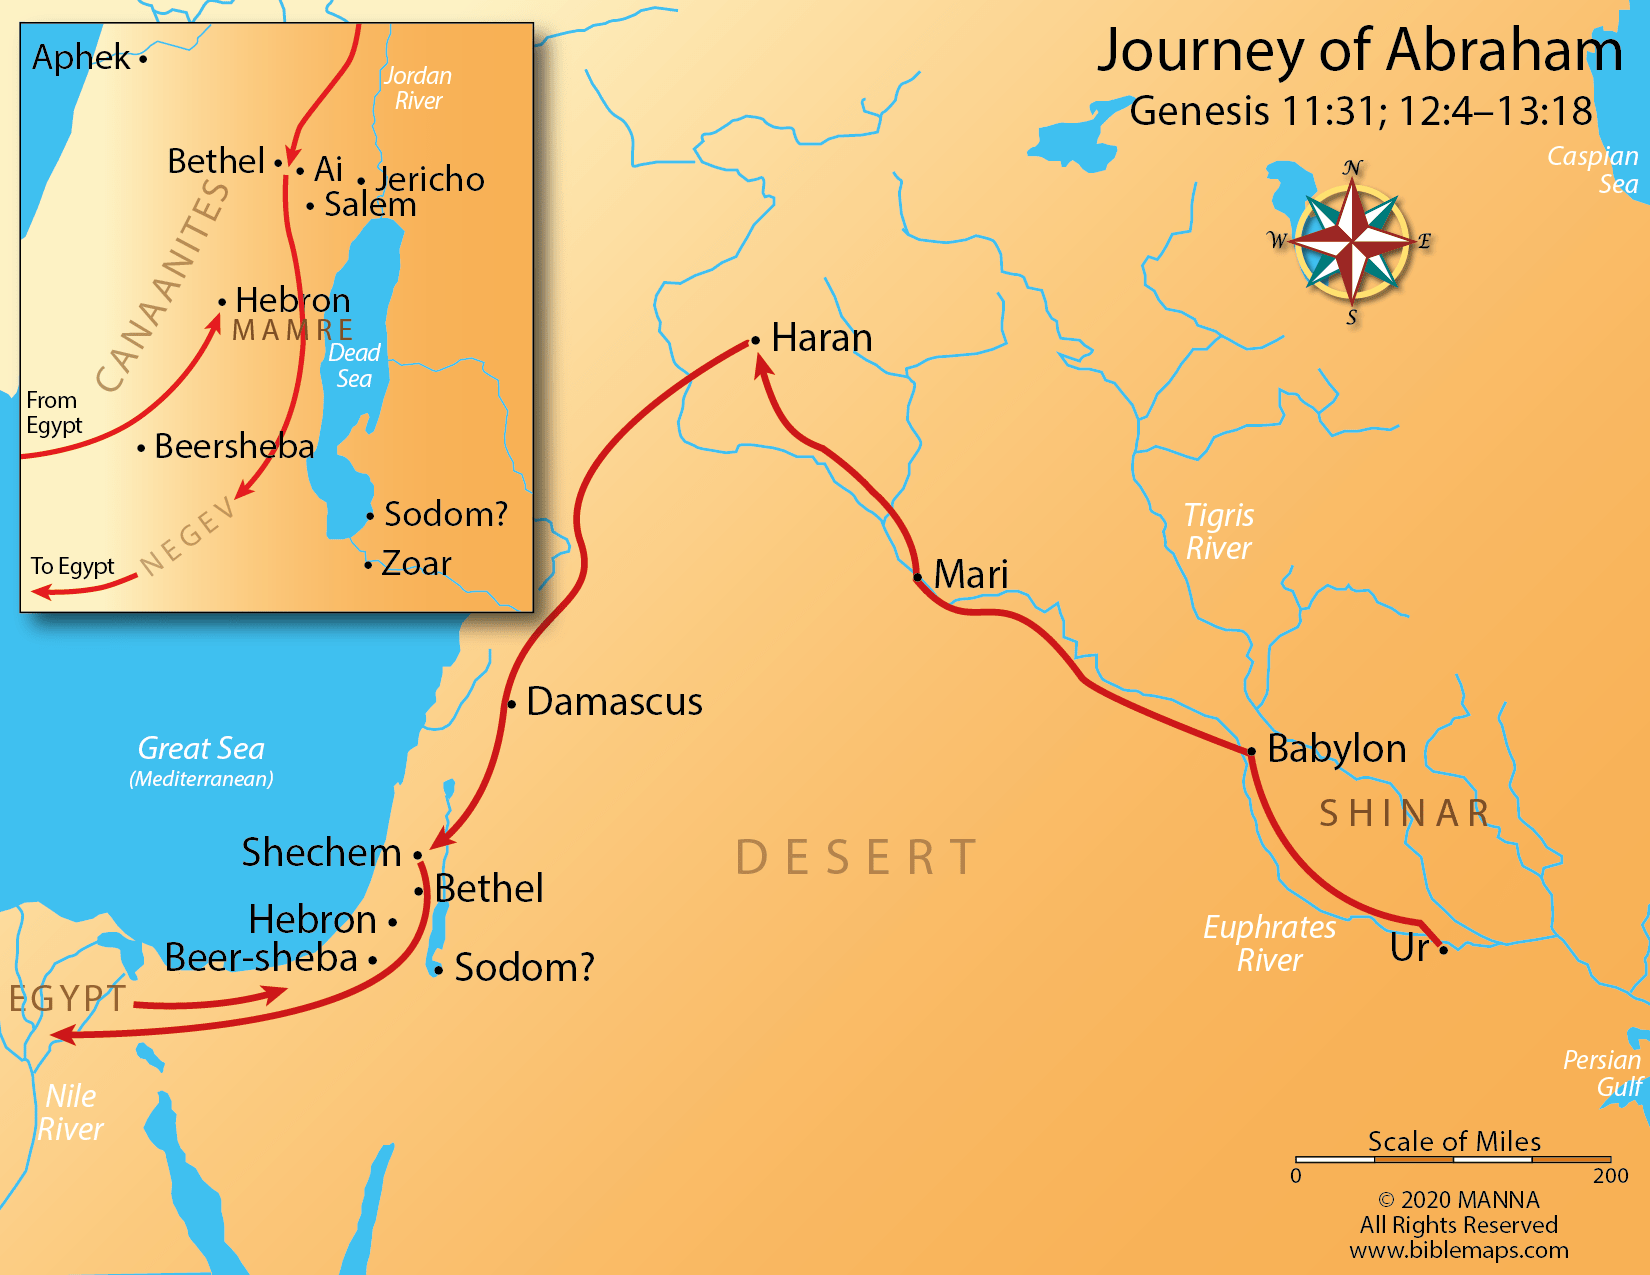 Journey of Abraham
Genesis 11:31; 12:4–13:18
Aphek
Jordan
River
Bethel
Ai
Jericho
Salem
CANAANITES
Hebron
MAMRE
Dead
Sea
From
Egypt
Beersheba
NEGEV
Sodom?
To Egypt
Zoar
Caspian
Sea
N
W
E
S
Haran
Tigris
River
Mari
Damascus
Great Sea
(Mediterranean)
Babylon
SHINAR
Shechem
DESERT
Bethel
Hebron
Beer-sheba
Sodom?
Euphrates
River
Ur
EGYPT
Nile
River
Persian
Gulf
Scale of Miles
0
200
© 2020 MANNA
All Rights Reserved
www.biblemaps.com